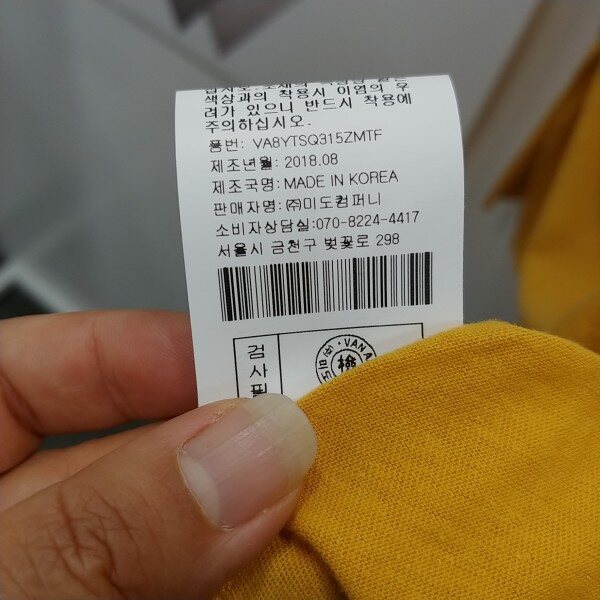 색상과의 착용시 이염의 우
려가 있으니 반드시 착용에
주의하십시오.
품번: VA8YTSQ315ZMTF
제조년월: 2018.08
제조국명: MADE IN KOREA
판매자명: ㈜미도컴퍼니
소비자상담실:070-8224-4417
서울시 금천구 벚꽃로 298
검사필
檢